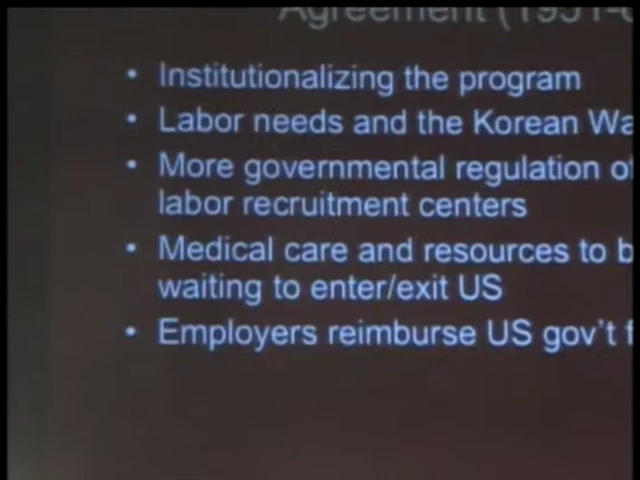 Agreement (1951-
• Institutionalizing the program
• Labor needs and the Korean Wa
• More governmental regulation o
labor recruitment centers
• Medical care and resources to b
waiting to enter/exit US
• Employers reimburse US gov't f